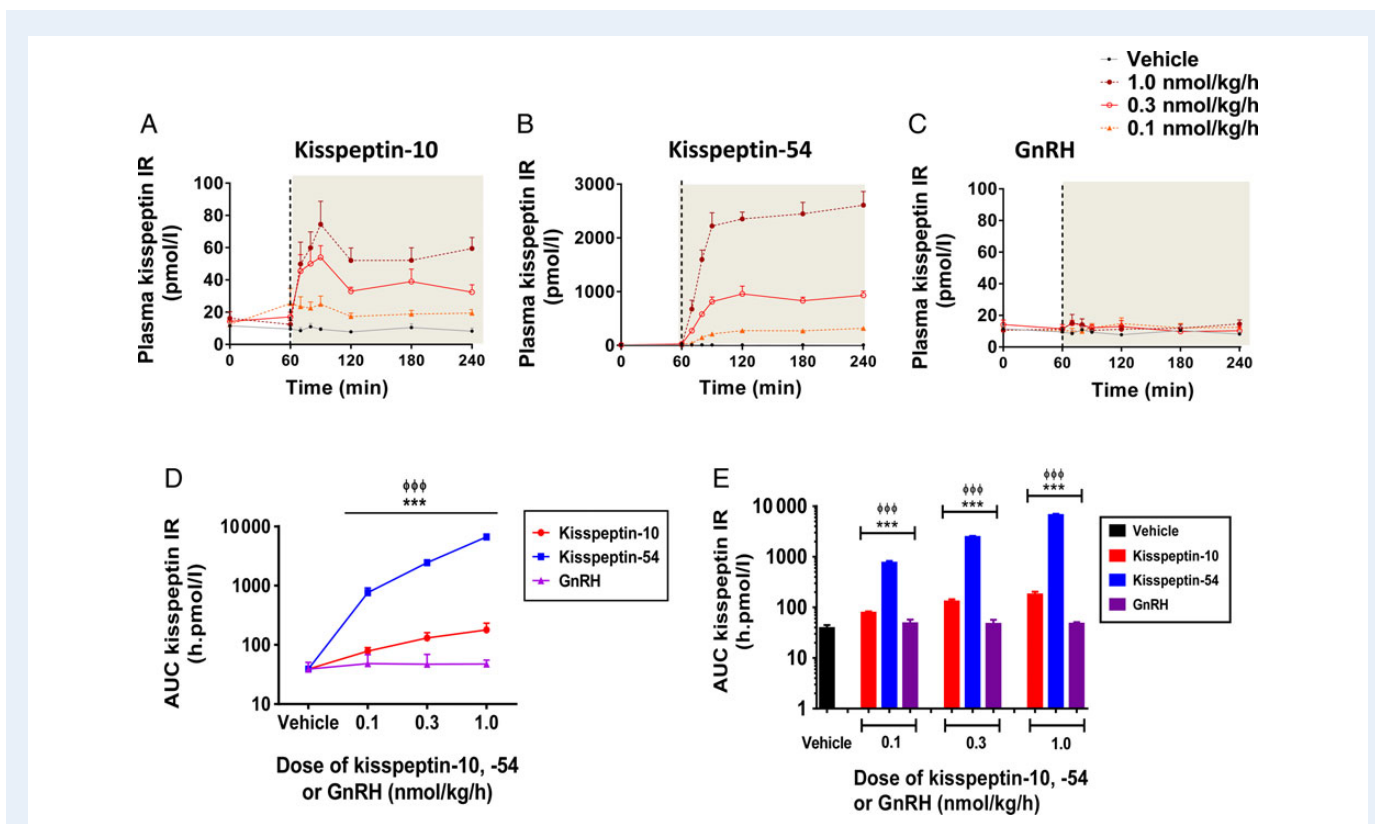 Vehicle
1.0 nmol/kg/h
0.3 nmol/kg/h
0.1 nmol/kg/h
A
Kisspeptin-10
Plasma kisspeptin IR
(pmol/l)
100
80
60
40
20
0
0 60 120 180 240
Time (min)
B
Kisspeptin-54
Plasma kisspeptin IR
(pmol/l)
3000
2000
1000
0
0 60 120 180 240
Time (min)
C
GnRH
Plasma kisspeptin IR
(pmol/l)
100
80
60
40
20
0
0 60 120 180 240
Time (min)
D
ϕϕϕ
***
AUC kisspeptin IR
(h.pmol/l)
10 000
1000
100
10
Vehicle 0.1 0.3 1.0
Dose of kisspeptin-10, -54
or GnRH (nmol/kg/h)
Kisspeptin-10
Kisspeptin-54
GnRH
E
ϕϕϕ
***
ϕϕϕ
***
ϕϕϕ
***
AUC kisspeptin IR
(h.pmol/l)
10 000
1000
100
10
1
Vehicle 0.1 0.3 1.0
Dose of kisspeptin-10, -54
or GnRH (nmol/kg/h)
Vehicle
Kisspeptin-10
Kisspeptin-54
GnRH